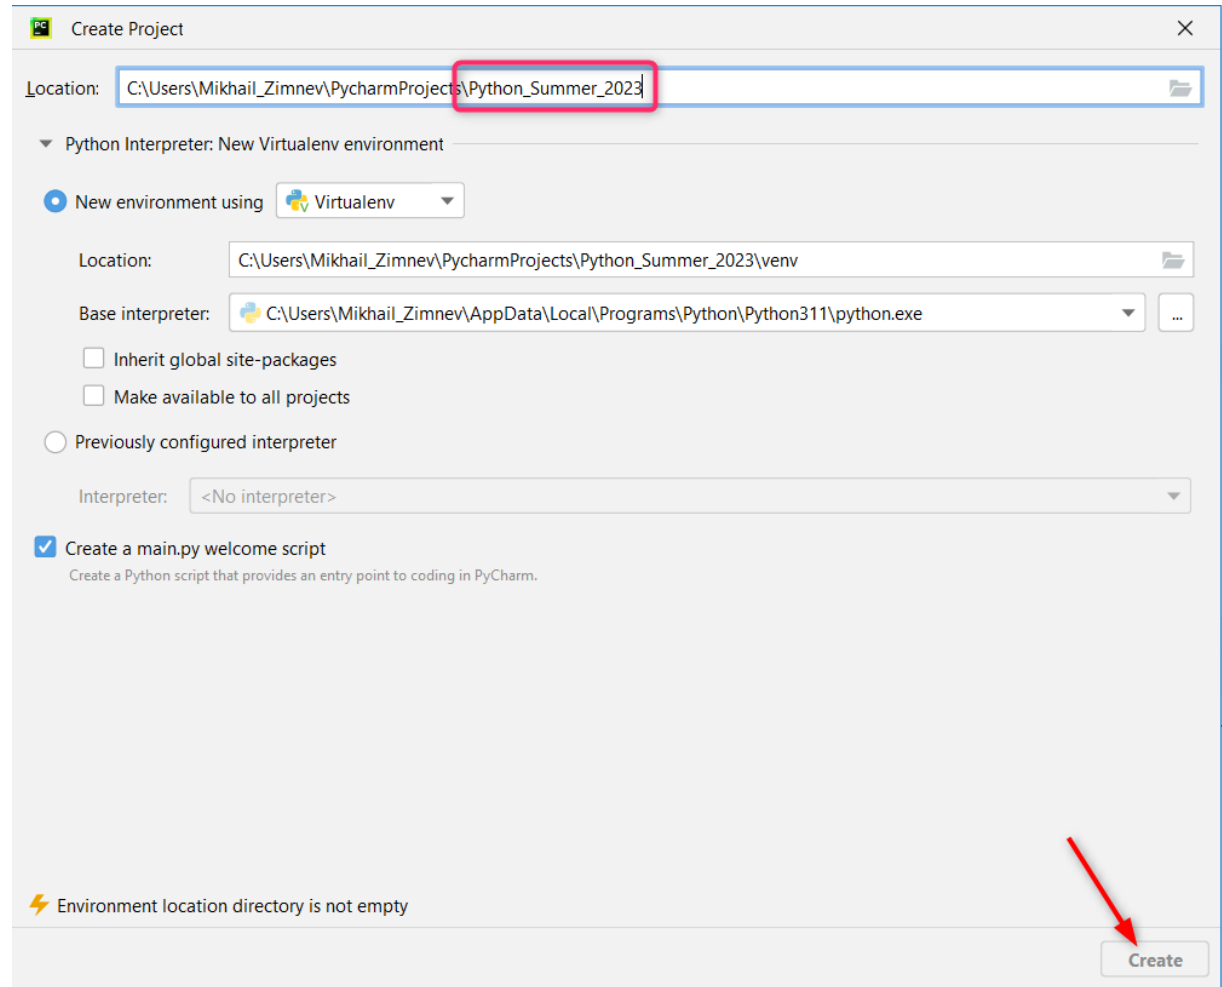 PC Create Project
Location: C:\Users\Mikhail_Zimnev\PycharmProjects\Python_Summer_2023
Python Interpreter: New Virtualenv environment
New environment using Virtualenv
Location: C:\Users\Mikhail_Zimnev\PycharmProjects\Python_Summer_2023\venv
Base interpreter: C:\Users\Mikhail_Zimnev\AppData\Local\Programs\Python\Python311\python.exe ...
Inherit global site-packages
Make available to all projects
Previously configured interpreter
Interpreter: <No interpreter>
Create a main.py welcome script
Create a Python script that provides an entry point to coding in PyCharm.
Environment location directory is not empty
Create